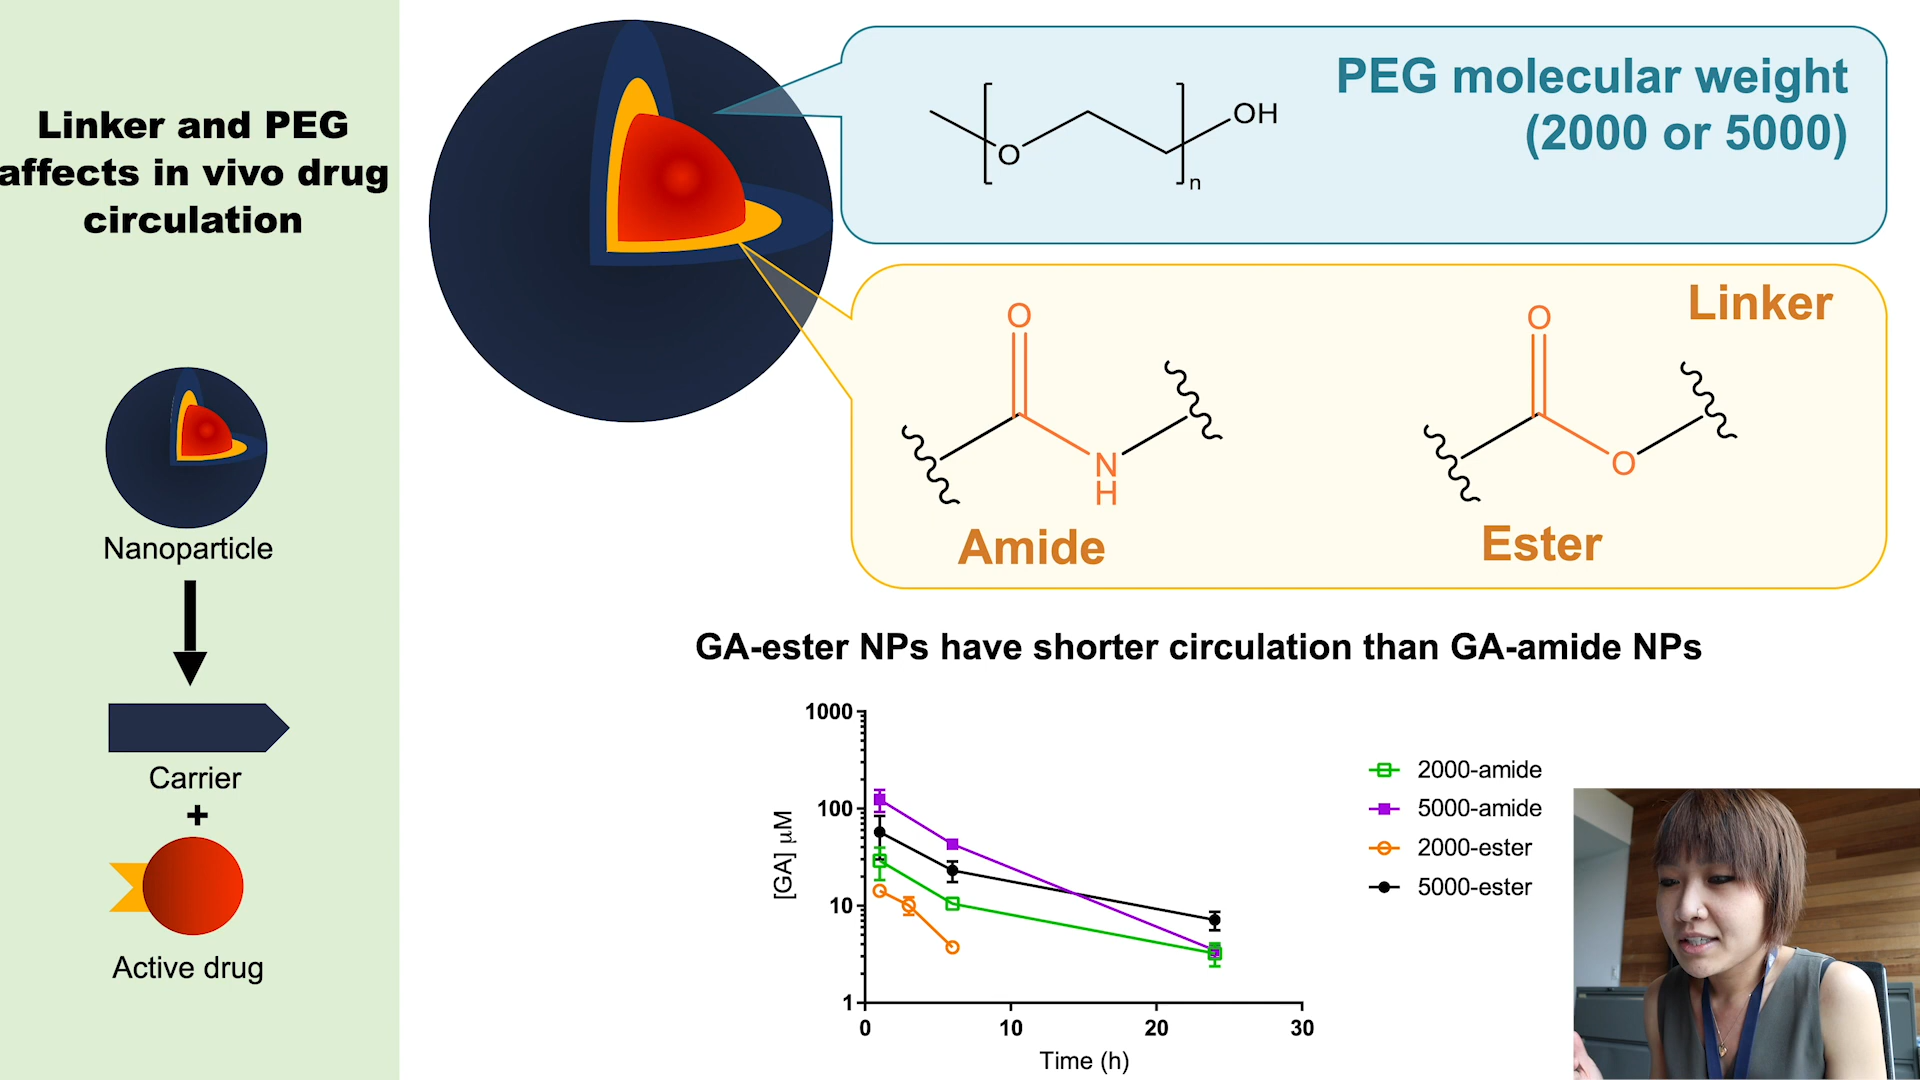 Linker and PEG
affects in vivo drug
circulation
Nanoparticle
Carrier
+
Active drug
PEG molecular weight
(2000 or 5000)
O
OH
n
Linker
O
N
H
Amide
O
O
Ester
GA-ester NPs have shorter circulation than GA-amide NPs
1000
100
10
1
[GA] μM
0
10
20
30
Time (h)
2000-amide
5000-amide
2000-ester
5000-ester